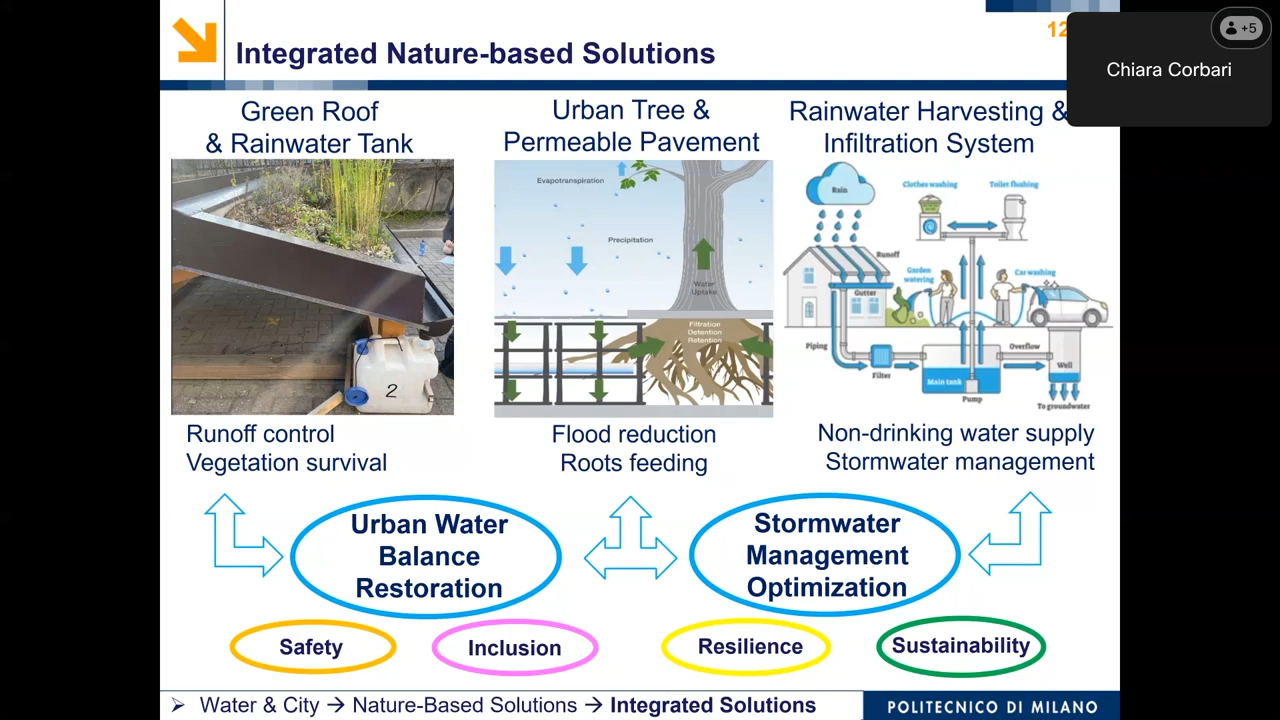 12
Integrated Nature-based Solutions
+5
Chiara Corbari
Green Roof
& Rainwater Tank
Urban Tree &
Permeable Pavement
Rainwater Harvesting &
Infiltration System
2
Evapotranspiration
Precipitation
Water
Uptake
Filtration
Detention
Retention
Rain
Clothes washing
Toilet flushing
Runoff
Gutter
Garden
watering
Car washing
Piping
Filter
Main tank
Pump
Overflow
Well
To groundwater
Runoff control
Vegetation survival
Flood reduction
Roots feeding
Non-drinking water supply
Stormwater management
Urban Water
Balance
Restoration
Stormwater
Management
Optimization
Safety
Inclusion
Resilience
Sustainability
➢ Water & City → Nature-Based Solutions → Integrated Solutions
POLITECNICO DI MILANO